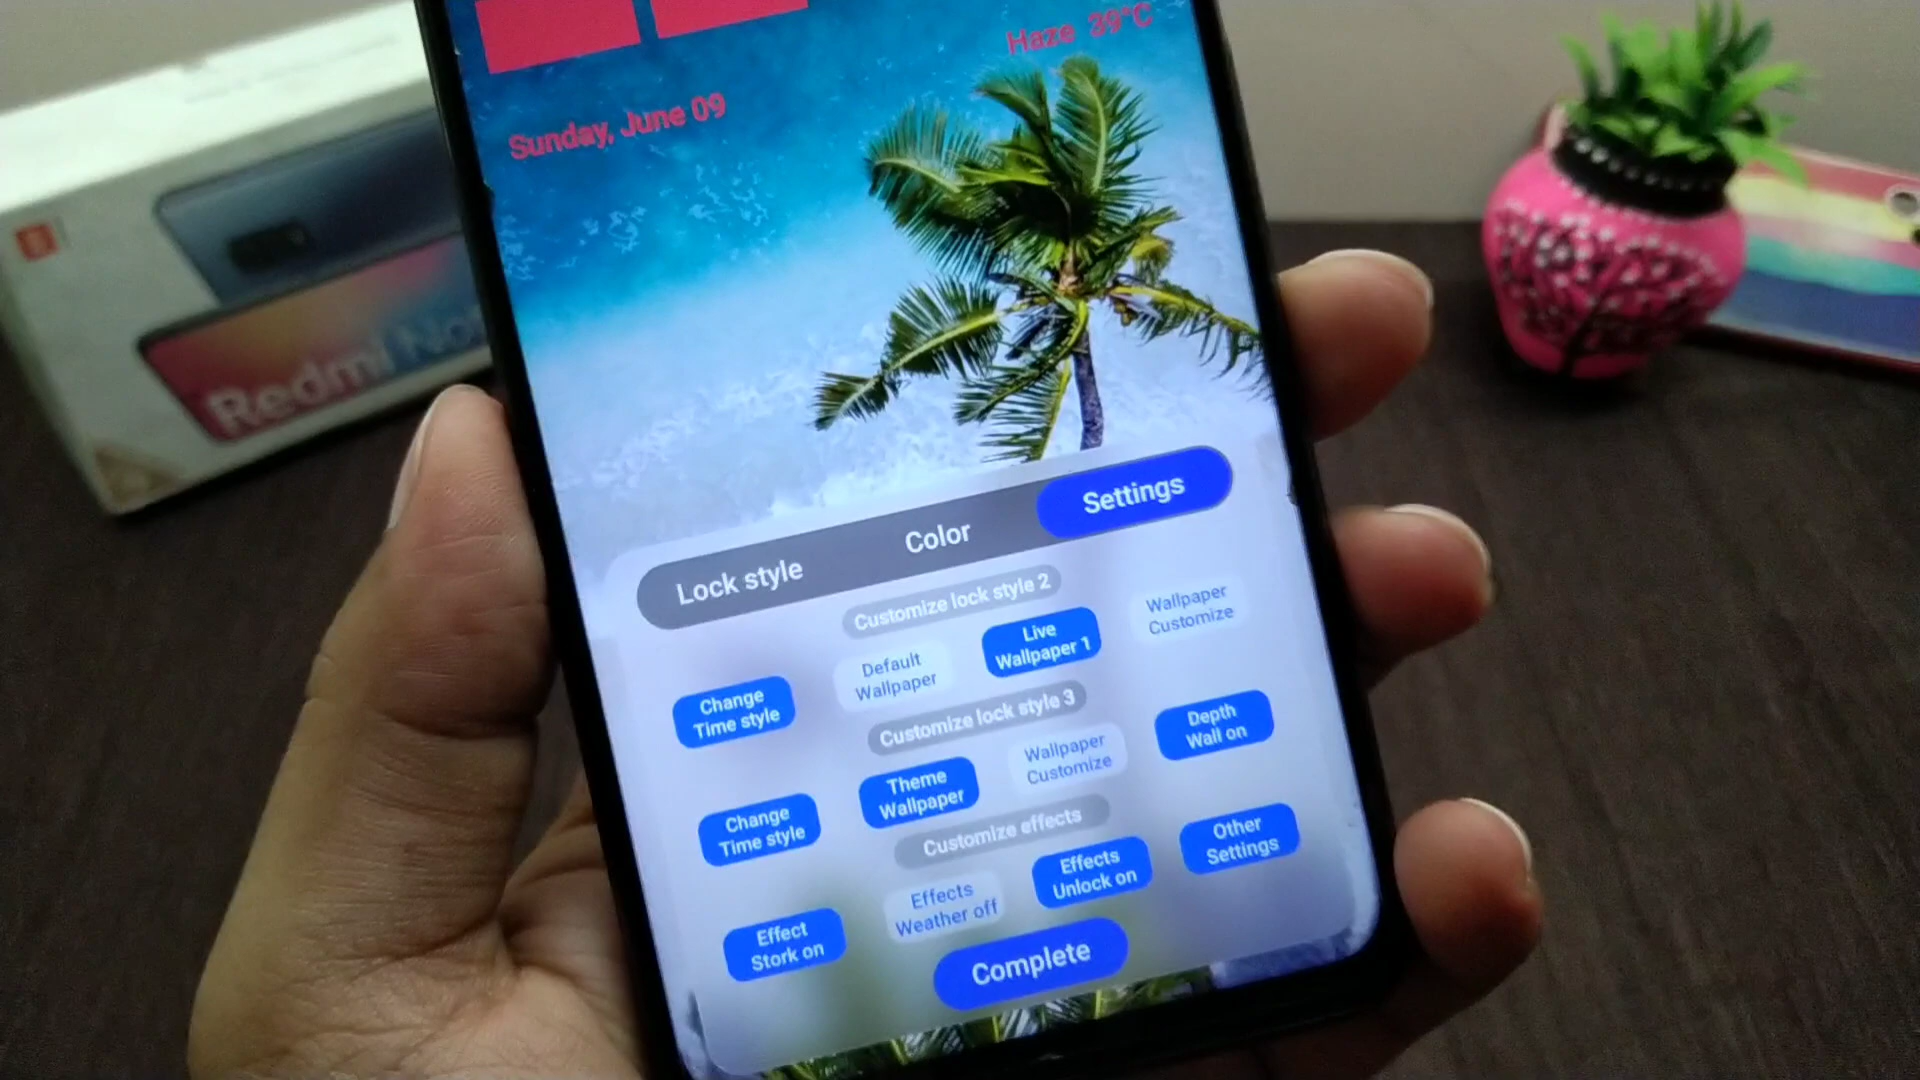 Haze 39°C
Sunday, June 09
Redmi
Lock style
Color
Settings
Customize lock style 2
Change
Time style
Default
Wallpaper
Live
Wallpaper 1
Wallpaper
Customize
Customize lock style 3
Change
Time style
Theme
Wallpaper
Wallpaper
Customize
Depth
Wall on
Customize effects
Effect
Stork on
Effects
Weather off
Effects
Unlock on
Other
Settings
Complete